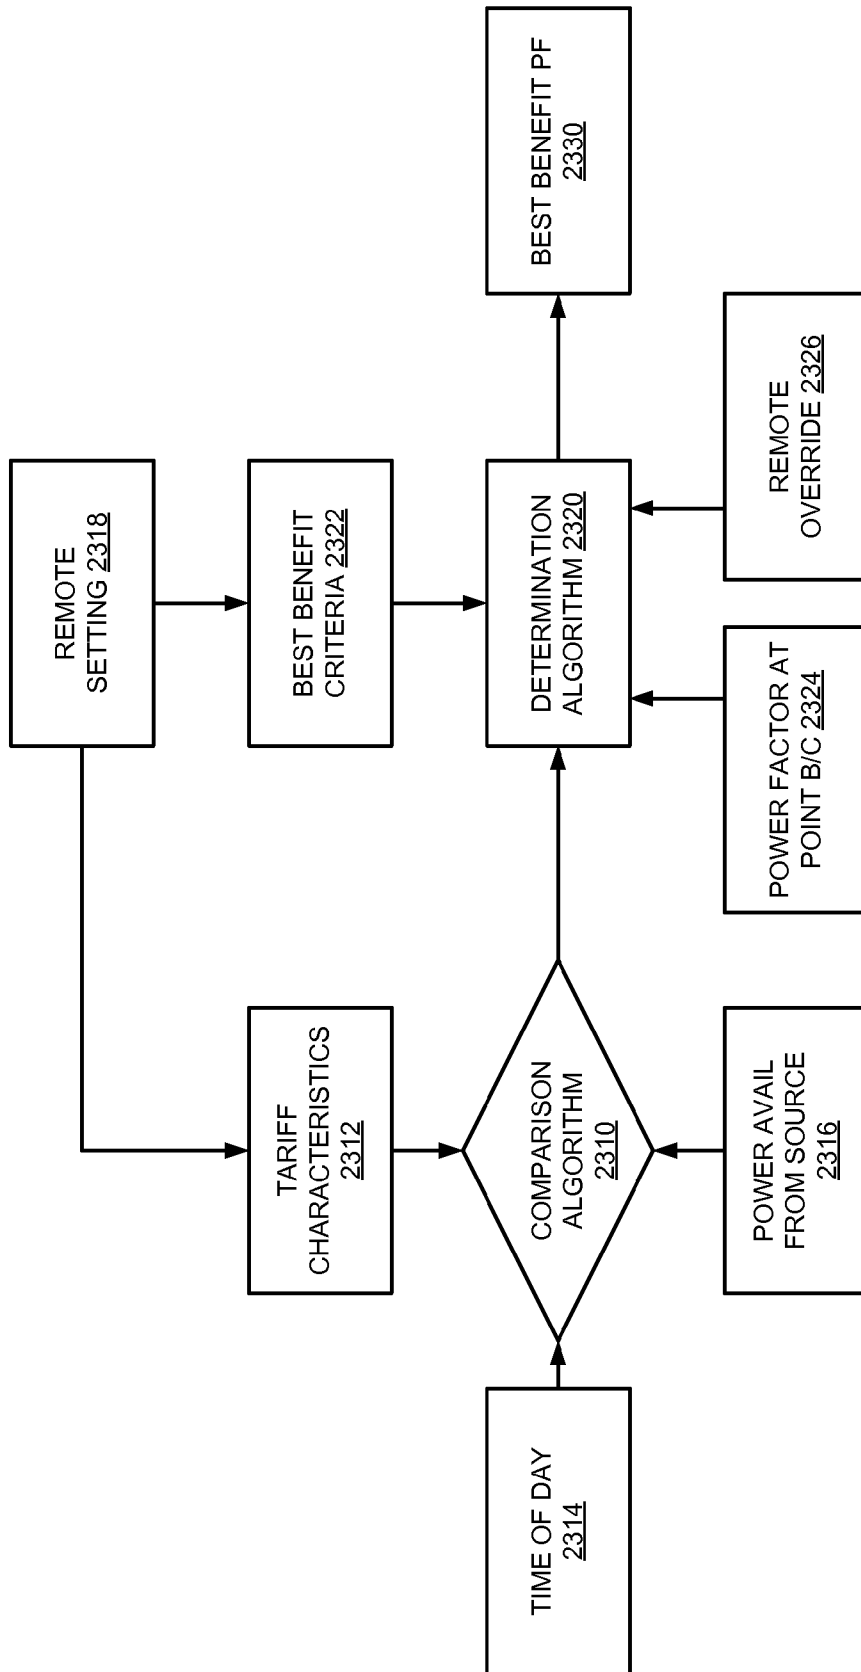 REMOTE
SETTING 2318
TARIFF
CHARACTERISTICS
2312
BEST BENEFIT
CRITERIA 2322
TIME OF DAY
2314
COMPARISON
ALGORITHM
2310
DETERMINATION
ALGORITHM 2320
BEST BENEFIT PF
2330
POWER AVAIL
FROM SOURCE
2316
POWER FACTOR AT
POINT B/C 2324
REMOTE
OVERRIDE 2326